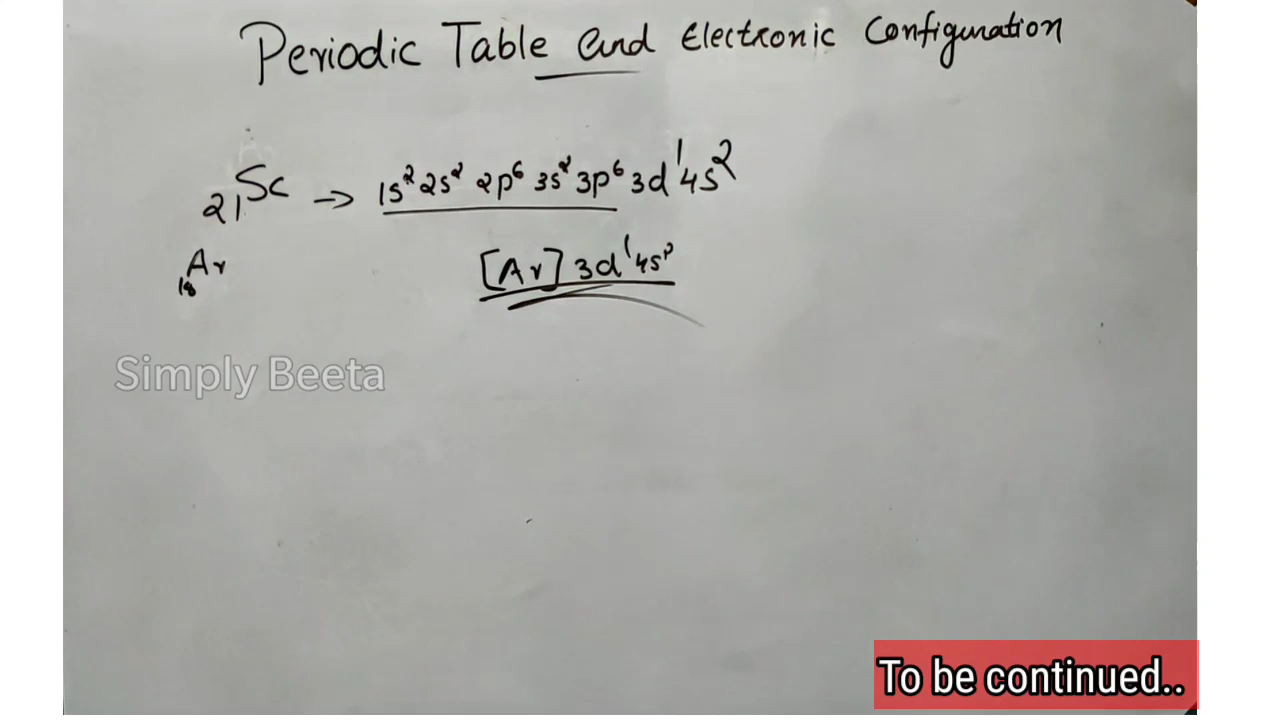 Periodic Table and Electronic Configuration
₂₁Sc → 1s² 2s² 2p⁶ 3s² 3p⁶ 3d¹ 4s²
₁₈Ar [Ar] 3d¹ 4s²
Simply Beeta
To be continued..